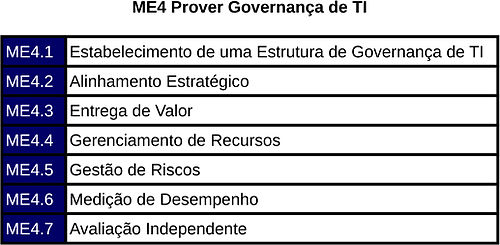 ME4 Prover Governança de TI
ME4.1 Estabelecimento de uma Estrutura de Governança de TI
ME4.2 Alinhamento Estratégico
ME4.3 Entrega de Valor
ME4.4 Gerenciamento de Recursos
ME4.5 Gestão de Riscos
ME4.6 Medição de Desempenho
ME4.7 Avaliação Independente